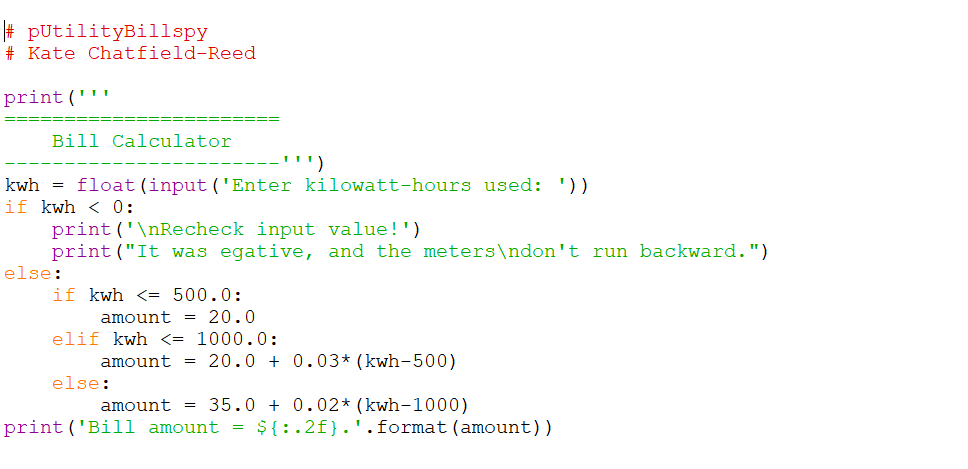 # pUtilityBillspy
# Kate Chatfield-Reed
print('''
=======================
    Bill Calculator
-----------------------''')
kwh = float(input('Enter kilowatt-hours used: '))
if kwh < 0:
    print('\nRecheck input value!')
    print("It was egative, and the meters\ndon't run backward.")
else:
    if kwh <= 500.0:
        amount = 20.0
    elif kwh <= 1000.0:
        amount = 20.0 + 0.03*(kwh-500)
    else:
        amount = 35.0 + 0.02*(kwh-1000)
print('Bill amount = ${:.2f}.'.format(amount))